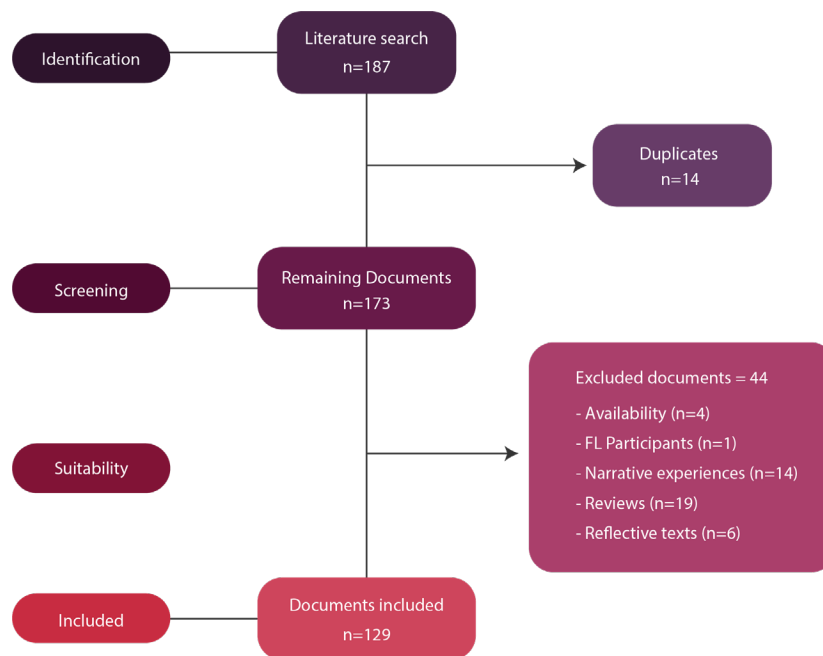 Identification
Literature search
n=187
Duplicates
n=14
Screening
Remaining Documents
n=173
Excluded documents = 44
- Availability (n=4)
- FL Participants (n=1)
- Narrative experiences (n=14)
- Reviews (n=19)
- Reflective texts (n=6)
Suitability
Included
Documents included
n=129